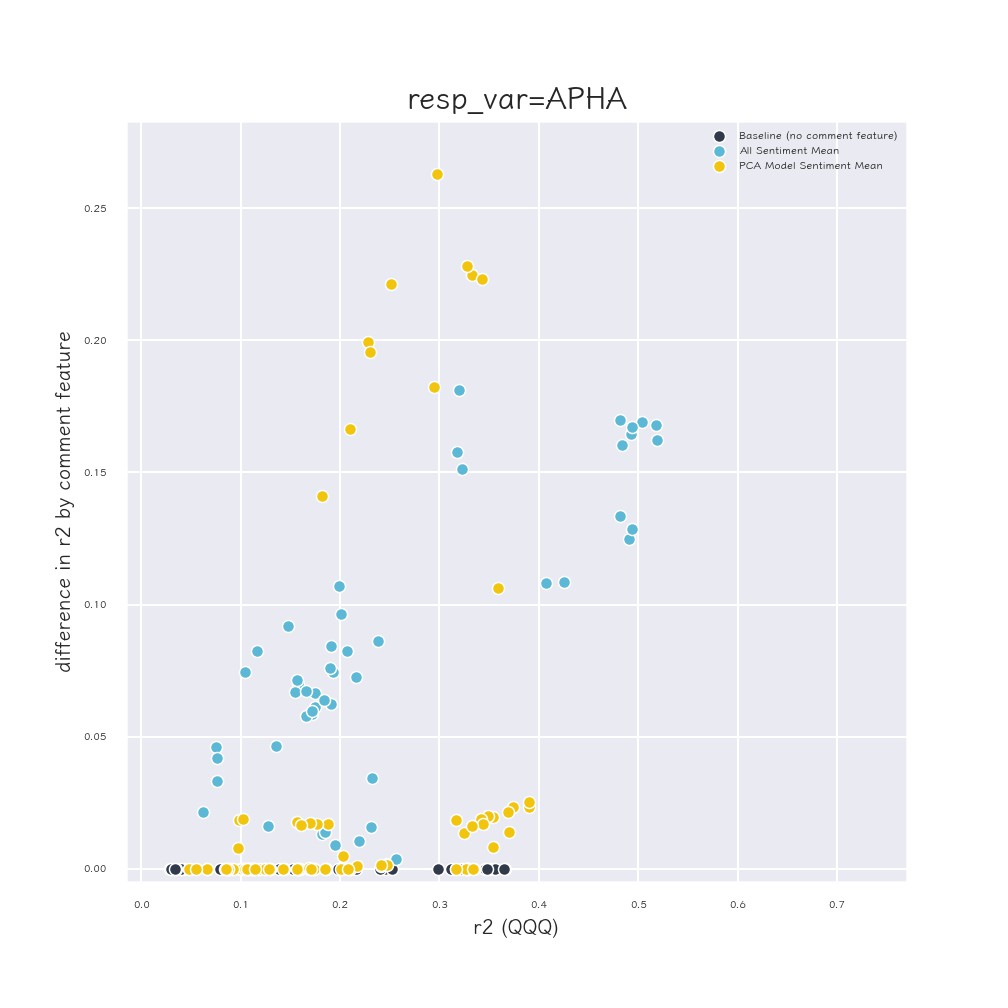 resp_var=APHA
Baseline (no comment feature)
All Sentiment Mean
PCA Model Sentiment Mean
difference in r2 by comment feature
0.25
0.20
0.15
0.10
0.05
0.00
0.0 0.1 0.2 0.3 0.4 0.5 0.6 0.7
r2 (QQQ)